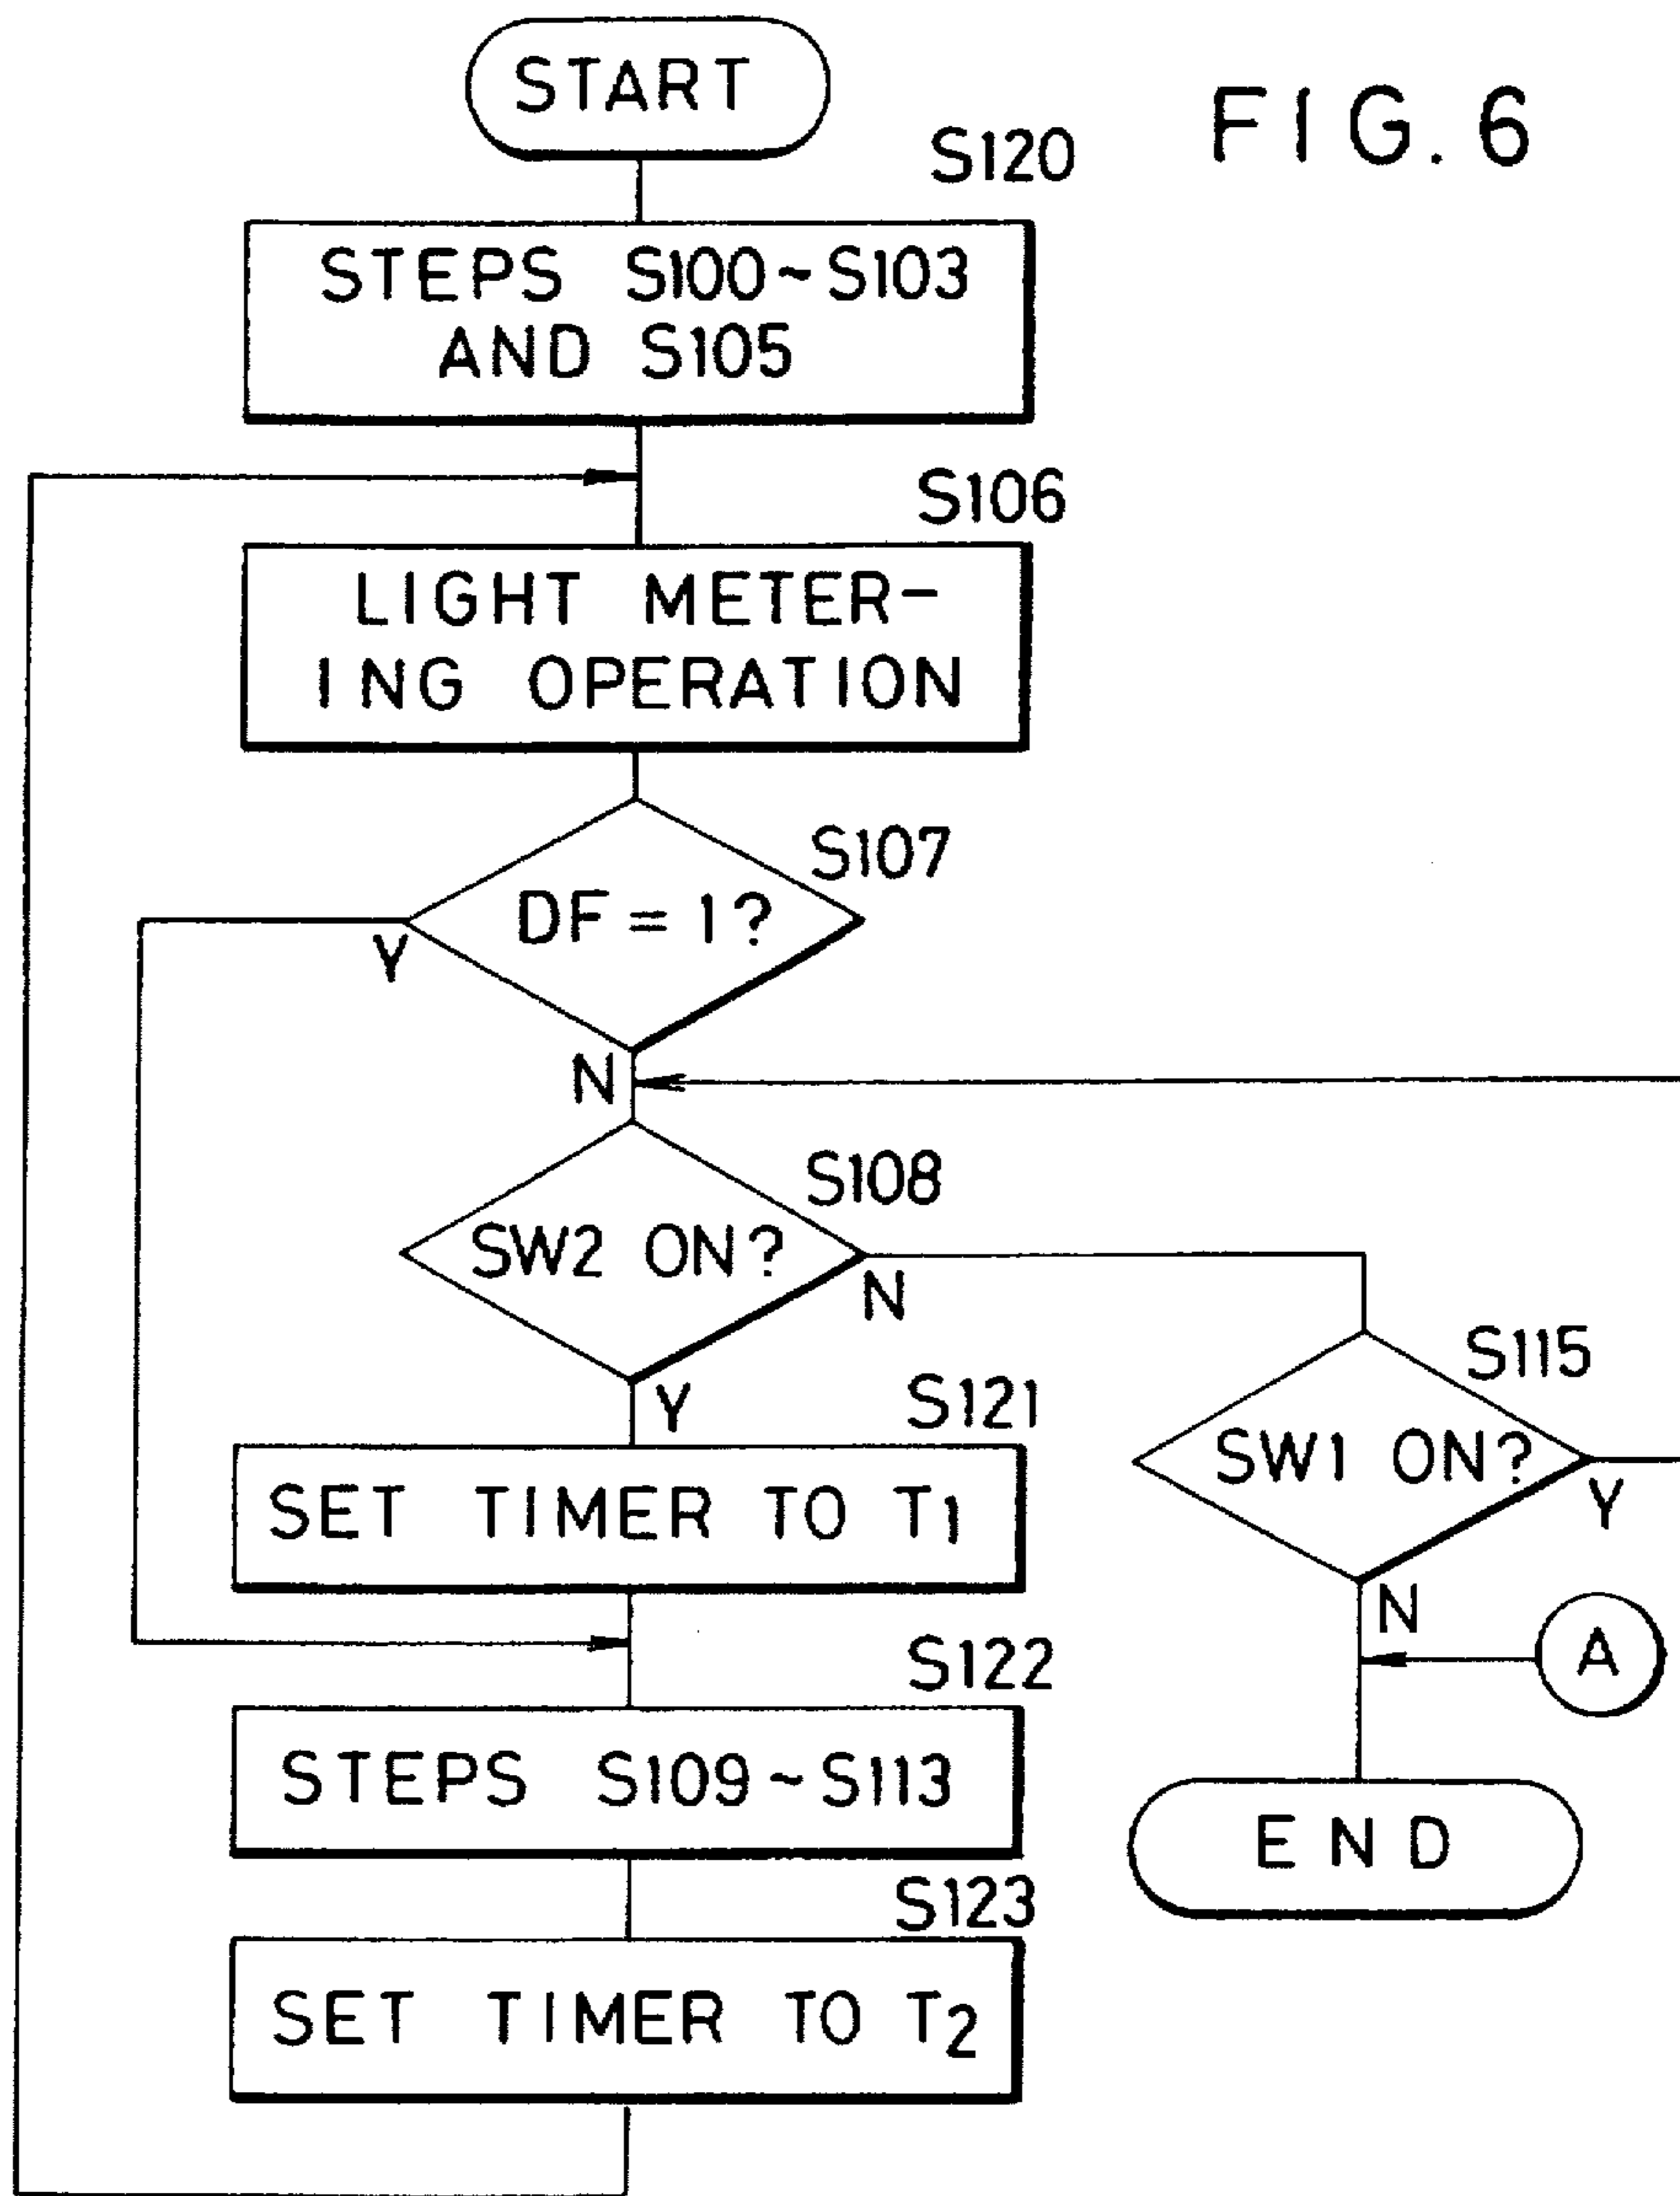 START
FIG. 6
S120
STEPS S100~S103
AND S105
S106
LIGHT METER-
ING OPERATION
S107
DF = 1?
Y
N
S108
SW2 ON?
N
Y
S115
SW1 ON?
Y
N
S121
SET TIMER TO T1
A
S122
STEPS S109~S113
END
S123
SET TIMER TO T2